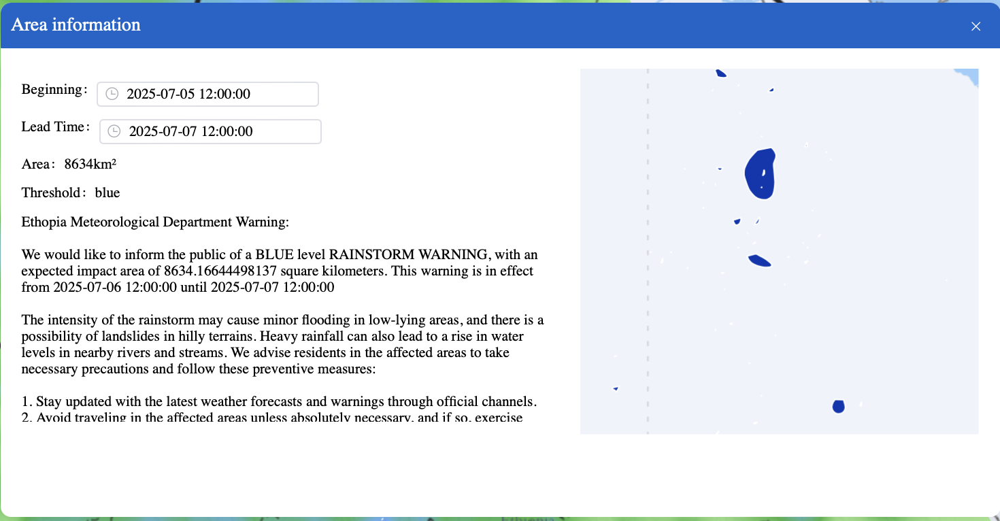 Area information
Beginning:
2025-07-05 12:00:00
Lead Time:
2025-07-07 12:00:00
Area: 8634km²
Threshold: blue
Ethopia Meteorological Department Warning:
We would like to inform the public of a BLUE level RAINSTORM WARNING, with an
expected impact area of 8634.16644498137 square kilometers. This warning is in effect
from 2025-07-06 12:00:00 until 2025-07-07 12:00:00
The intensity of the rainstorm may cause minor flooding in low-lying areas, and there is a
possibility of landslides in hilly terrains. Heavy rainfall can also lead to a rise in water
levels in nearby rivers and streams. We advise residents in the affected areas to take
necessary precautions and follow these preventive measures:
1. Stay updated with the latest weather forecasts and warnings through official channels.
2. Avoid traveling in the affected areas unless absolutely necessary, and if so, exercise